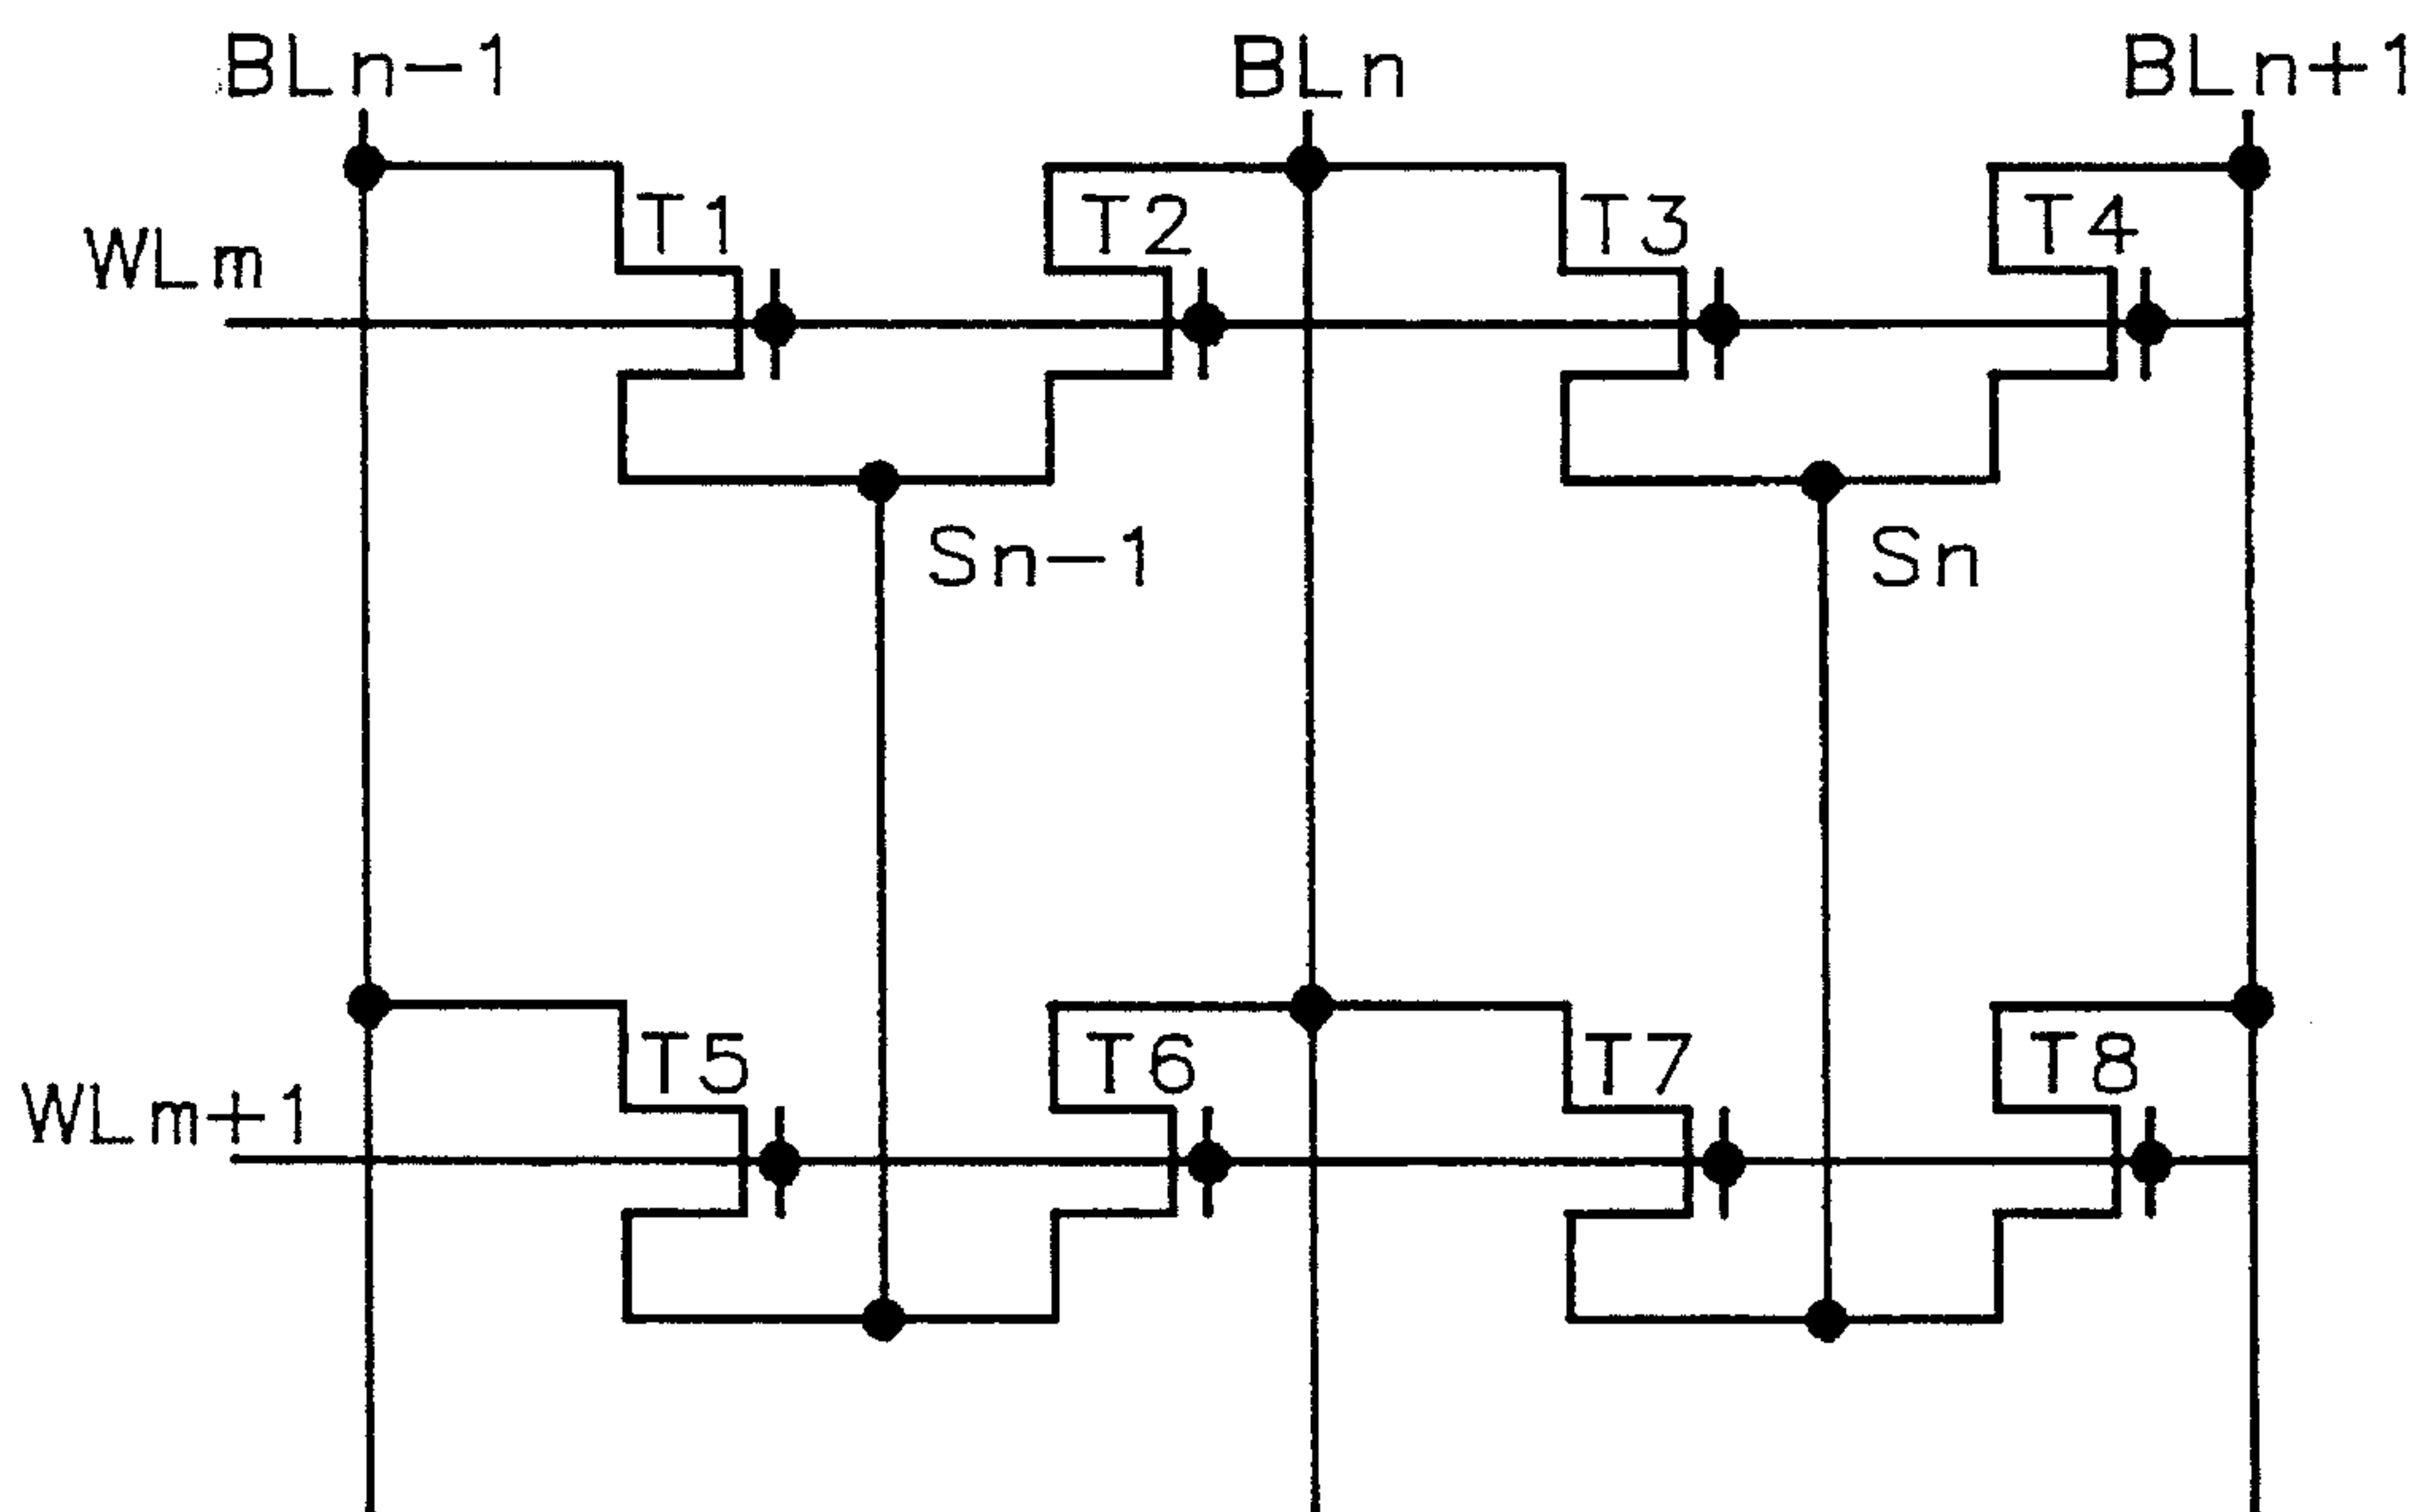 BLn-1 BLn BLn+1
T1 T2 T3 T4
WLm
Sn-1 Sn
T5 T6 T7 T8
WLm+1